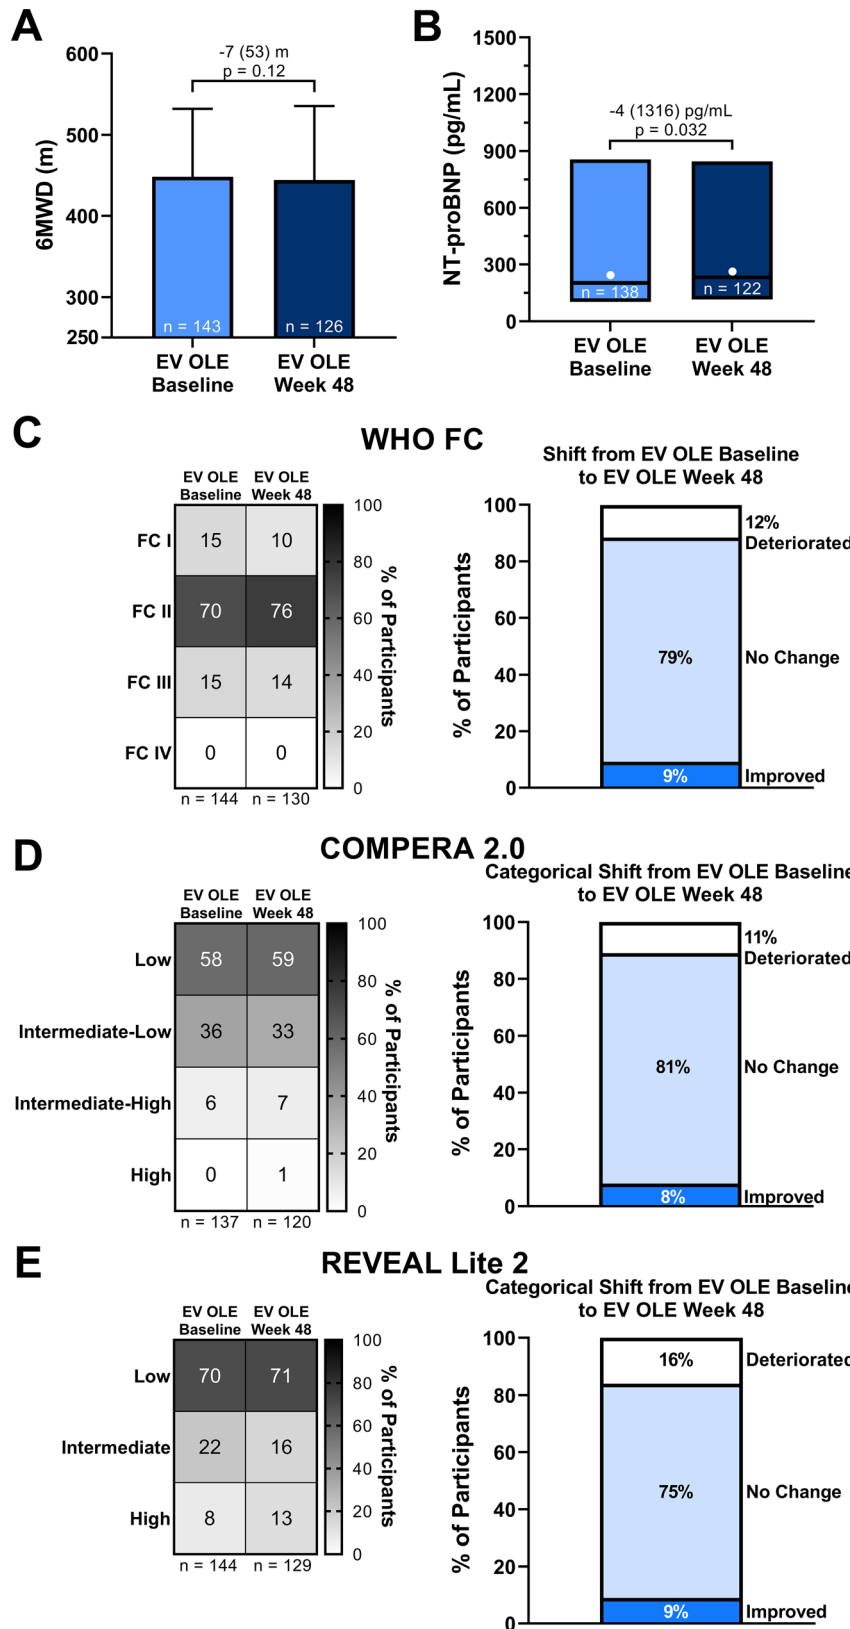 A
600
500
400
300
250
6MWD (m)
-7 (53) m
p = 0.12
n = 143
n = 126
EV OLE
Baseline
EV OLE
Week 48
B
1500
1200
900
600
300
0
NT-proBNP (pg/mL)
-4 (1316) pg/mL
p = 0.032
n = 138
n = 122
EV OLE
Baseline
EV OLE
Week 48
C
WHO FC
EV OLE
Baseline
EV OLE
Week 48
FC I
15
10
FC II
70
76
FC III
15
14
FC IV
0
0
n = 144
n = 130
100
80
60
40
20
0
% of Participants
Shift from EV OLE Baseline
to EV OLE Week 48
100
80
60
40
20
0
% of Participants
12%
Deteriorated
79%
No Change
9%
Improved
D
COMPERA 2.0
EV OLE
Baseline
EV OLE
Week 48
Low
58
59
Intermediate-Low
36
33
Intermediate-High
6
7
High
0
1
n = 137
n = 120
100
80
60
40
20
0
% of Participants
Categorical Shift from EV OLE Baseline
to EV OLE Week 48
100
80
60
40
20
0
% of Participants
11%
Deteriorated
81%
No Change
8%
Improved
E
REVEAL Lite 2
EV OLE
Baseline
EV OLE
Week 48
Low
70
71
Intermediate
22
16
High
8
13
n = 144
n = 129
100
80
60
40
20
0
% of Participants
Categorical Shift from EV OLE Baseline
to EV OLE Week 48
100
80
60
40
20
0
% of Participants
16%
Deteriorated
75%
No Change
9%
Improved